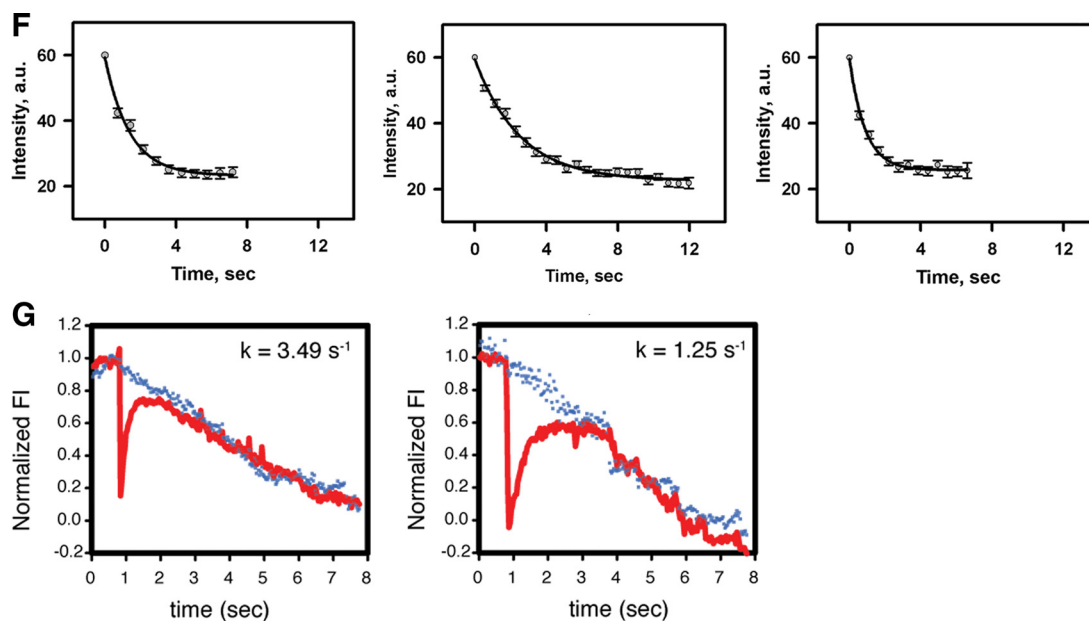 F
Intensity, a.u.
60
40
20
0 4 8 12
Time, sec
Intensity, a.u.
60
40
20
0 4 8 12
Time, sec
Intensity, a.u.
60
40
20
0 4 8 12
Time, sec
G
Normalized FI
1.2
1.0
0.8
0.6
0.4
0.2
0.0
-0.2
k = 3.49 s-1
0 1 2 3 4 5 6 7 8
time (sec)
Normalized FI
1.2
1.0
0.8
0.6
0.4
0.2
0.0
-0.2
k = 1.25 s-1
0 1 2 3 4 5 6 7 8
time (sec)